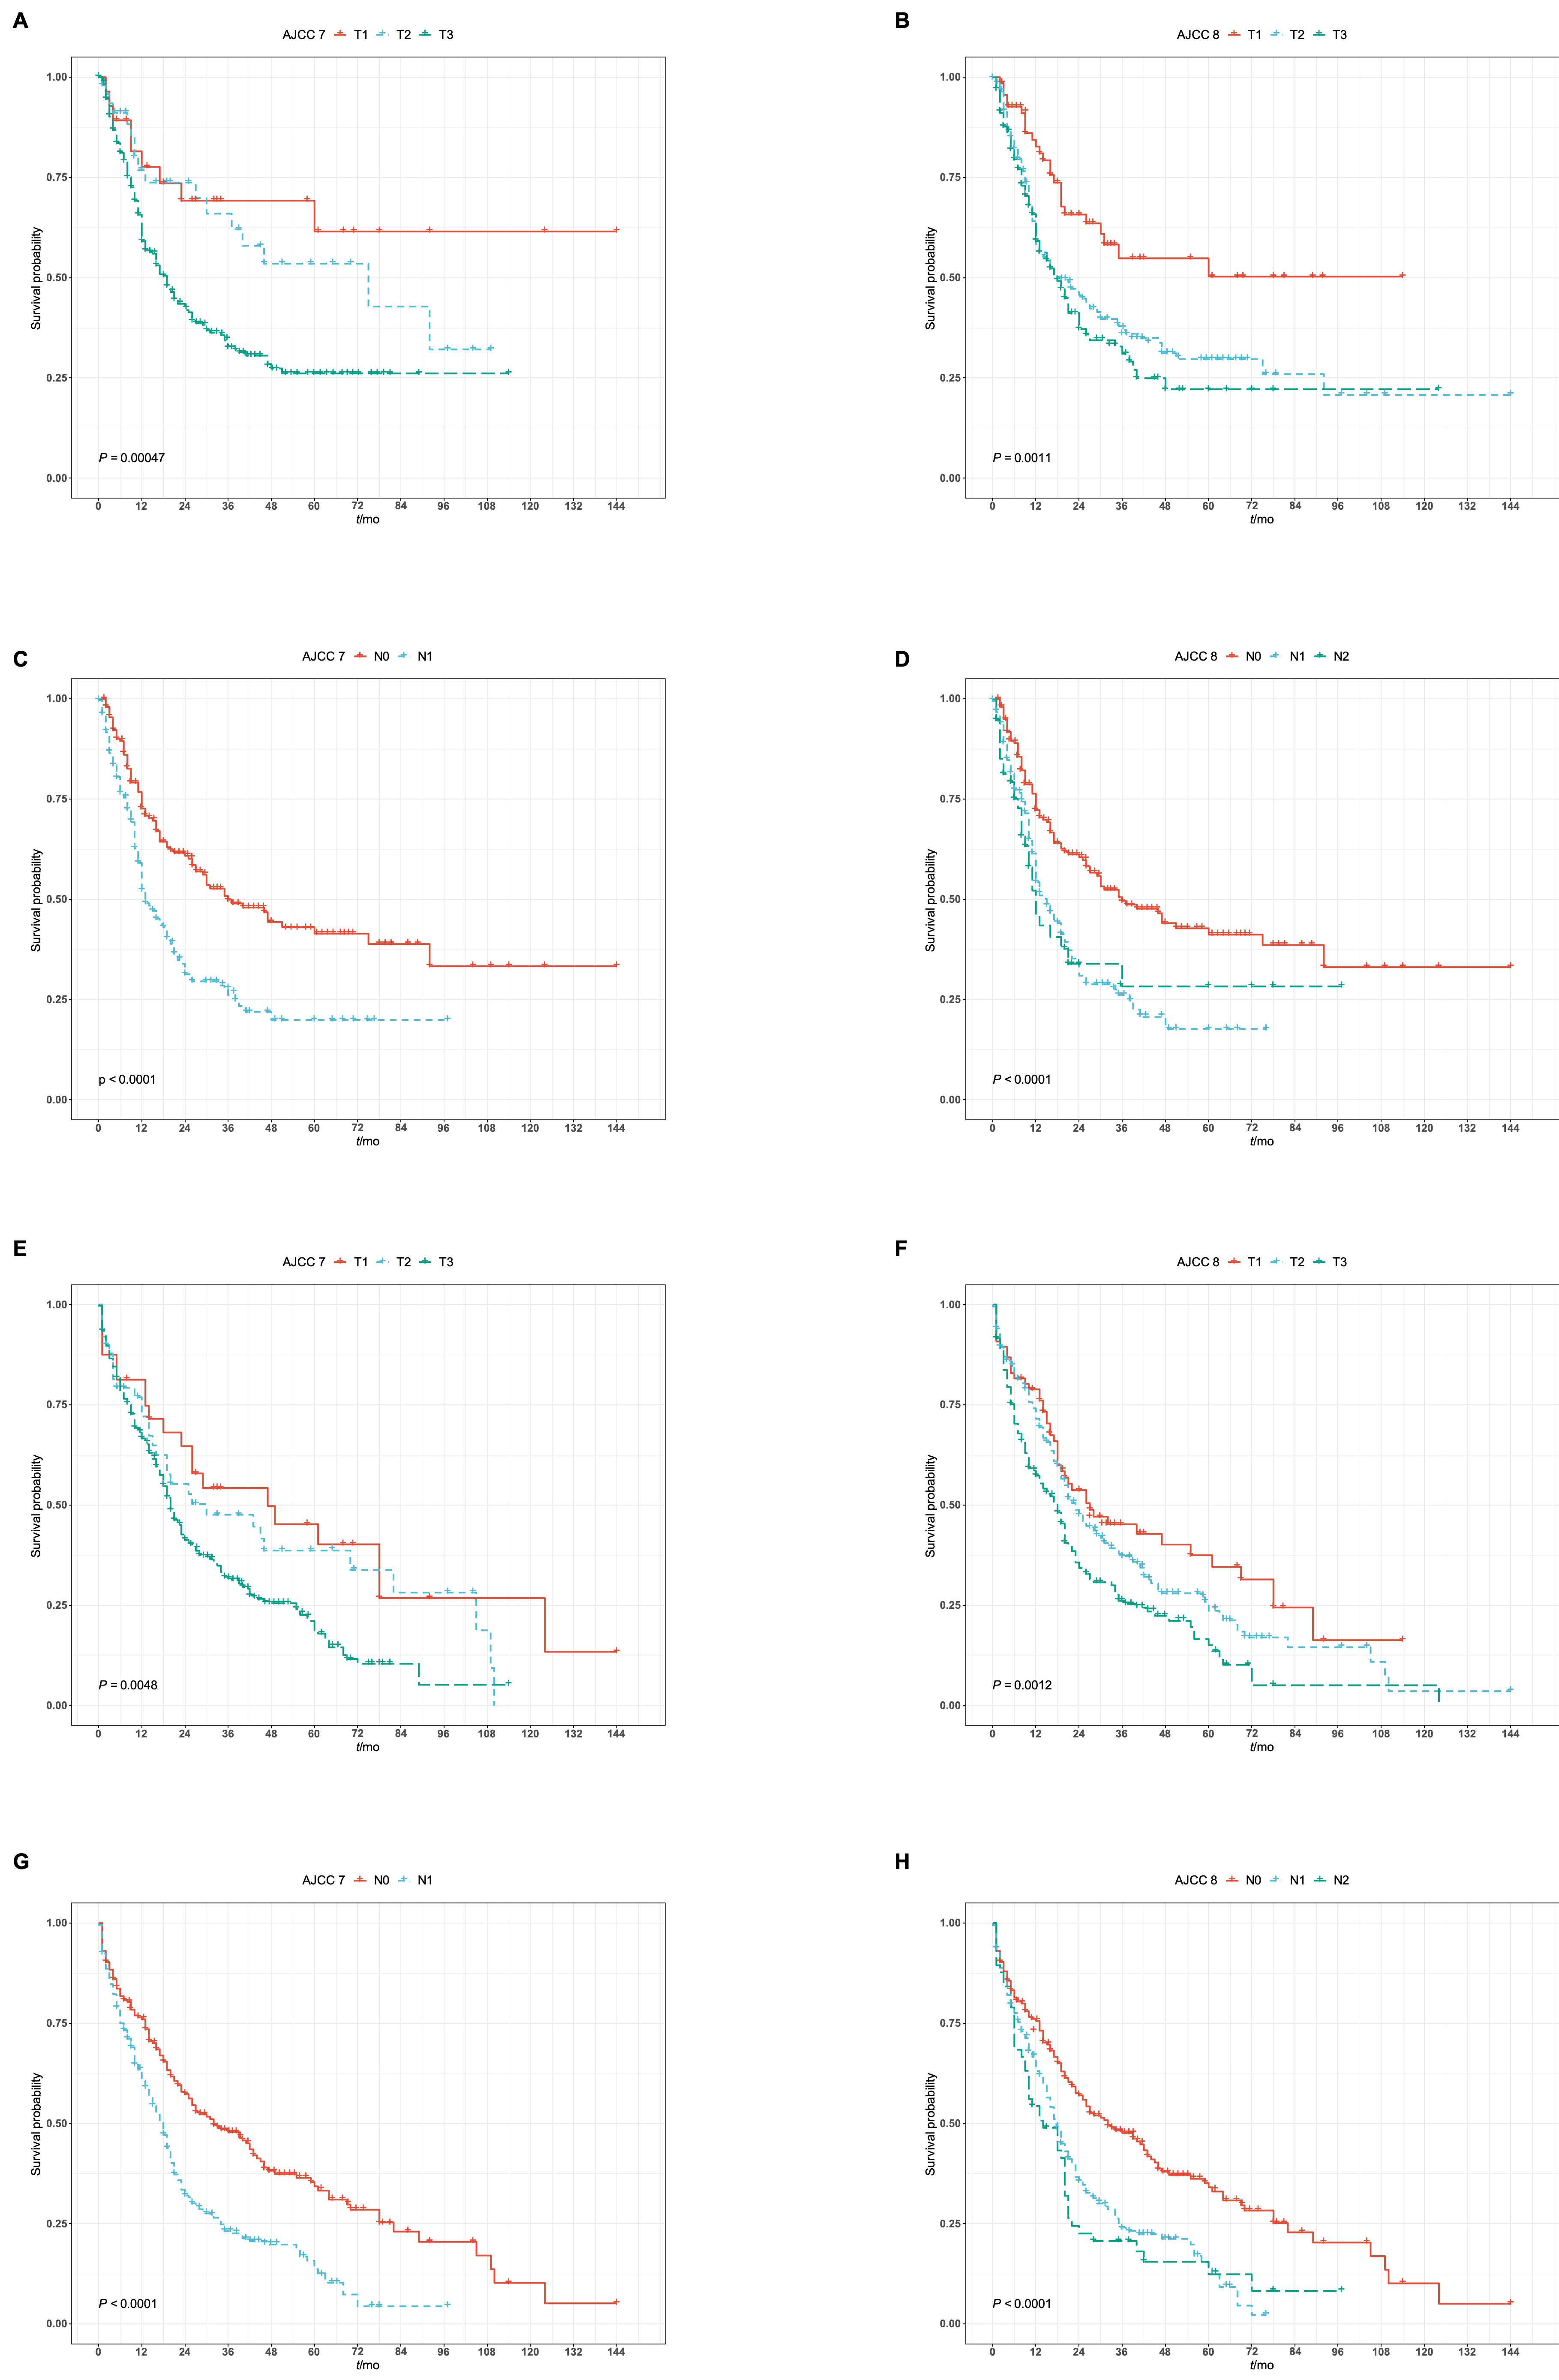 A
AJCC 7 T1 T2 T3
Survival probability
1.00
0.75
0.50
0.25
0.00
P = 0.00047
0 12 24 36 48 60 72 84 96 108 120 132 144
t/mo
B
AJCC 8 T1 T2 T3
Survival probability
1.00
0.75
0.50
0.25
0.00
P = 0.0011
0 12 24 36 48 60 72 84 96 108 120 132 144
t/mo
C
AJCC 7 N0 N1
Survival probability
1.00
0.75
0.50
0.25
0.00
p < 0.0001
0 12 24 36 48 60 72 84 96 108 120 132 144
t/mo
D
AJCC 8 N0 N1 N2
Survival probability
1.00
0.75
0.50
0.25
0.00
P < 0.0001
0 12 24 36 48 60 72 84 96 108 120 132 144
t/mo
E
AJCC 7 T1 T2 T3
Survival probability
1.00
0.75
0.50
0.25
0.00
P = 0.0048
0 12 24 36 48 60 72 84 96 108 120 132 144
t/mo
F
AJCC 8 T1 T2 T3
Survival probability
1.00
0.75
0.50
0.25
0.00
P = 0.0012
0 12 24 36 48 60 72 84 96 108 120 132 144
t/mo
G
AJCC 7 N0 N1
Survival probability
1.00
0.75
0.50
0.25
0.00
P < 0.0001
0 12 24 36 48 60 72 84 96 108 120 132 144
t/mo
H
AJCC 8 N0 N1 N2
Survival probability
1.00
0.75
0.50
0.25
0.00
P < 0.0001
0 12 24 36 48 60 72 84 96 108 120 132 144
t/mo